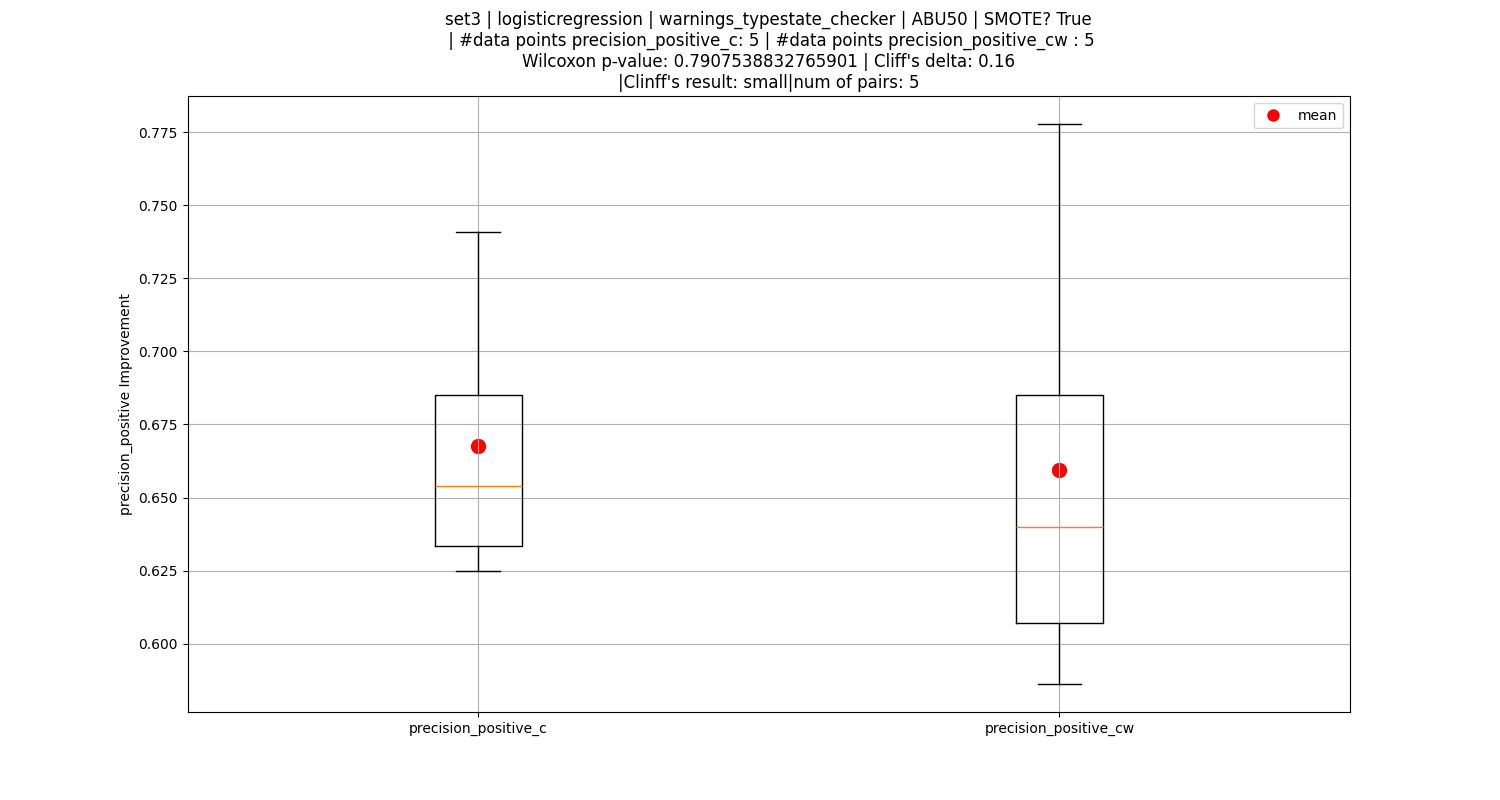 set3 | logisticregression | warnings_typestate_checker | ABU50 | SMOTE? True
| #data points precision_positive_c: 5 | #data points precision_positive_cw : 5
Wilcoxon p-value: 0.7907538832765901 | Cliff's delta: 0.16
|Clinff's result: small|num of pairs: 5
mean
0.775
0.750
0.725
0.700
0.675
0.650
0.625
0.600
precision_positive Improvement
precision_positive_c
precision_positive_cw